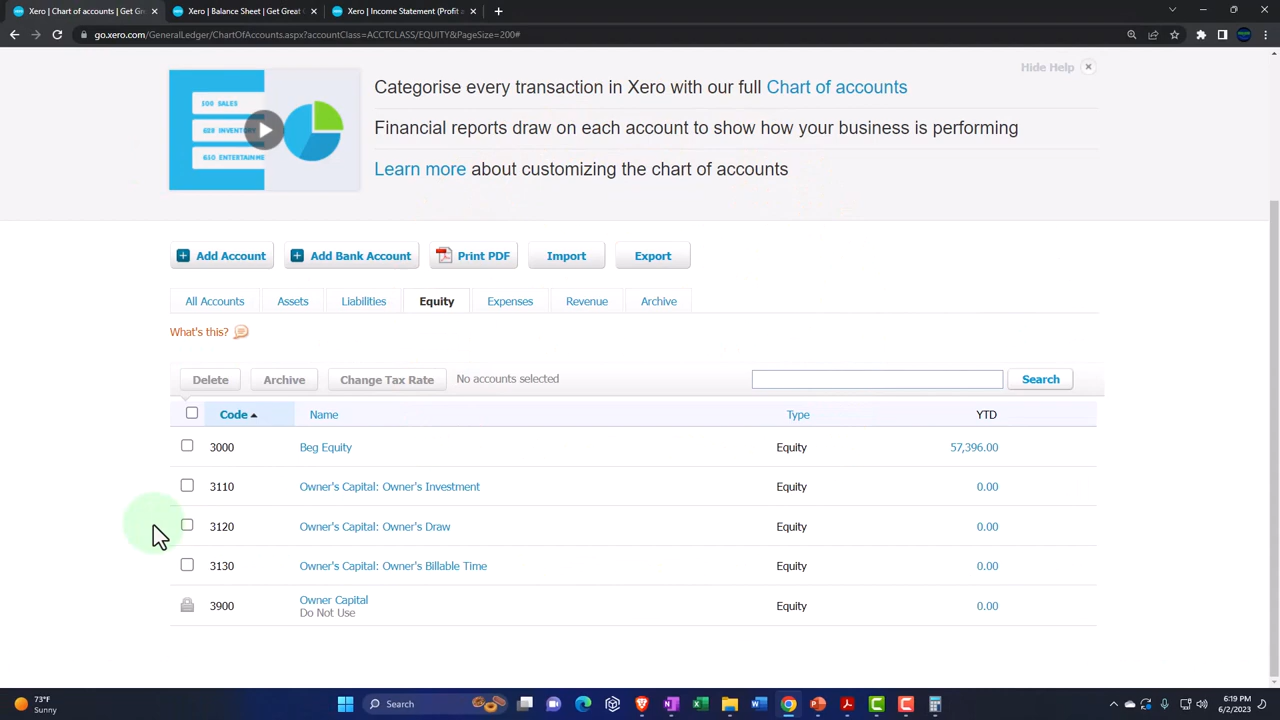 Xero | Chart of accounts | Get Gre
Xero | Balance Sheet | Get Great C
Xero | Income Statement (Profit a
go.xero.com/GeneralLedger/ChartOfAccounts.aspx?accountClass=ACCTCLASS/EQUITY&PageSize=200#
Hide Help
500 SALES
Categorise every transaction in Xero with our full Chart of accounts
Financial reports draw on each account to show how your business is performing
Learn more about customizing the chart of accounts
Add Account
Add Bank Account
Print PDF
Import
Export
All Accounts
Assets
Liabilities
Equity
Expenses
Revenue
Archive
What's this?
Delete
Archive
Change Tax Rate
No accounts selected
Search
Code Name Type YTD
3000 Beg Equity Equity 57,396.00
3110 Owner's Capital: Owner's Investment Equity 0.00
3120 Owner's Capital: Owner's Draw Equity 0.00
3130 Owner's Capital: Owner's Billable Time Equity 0.00
3900 Owner Capital Equity 0.00
Do Not Use
73°F
Sunny
Search
6:19 PM
6/2/2023